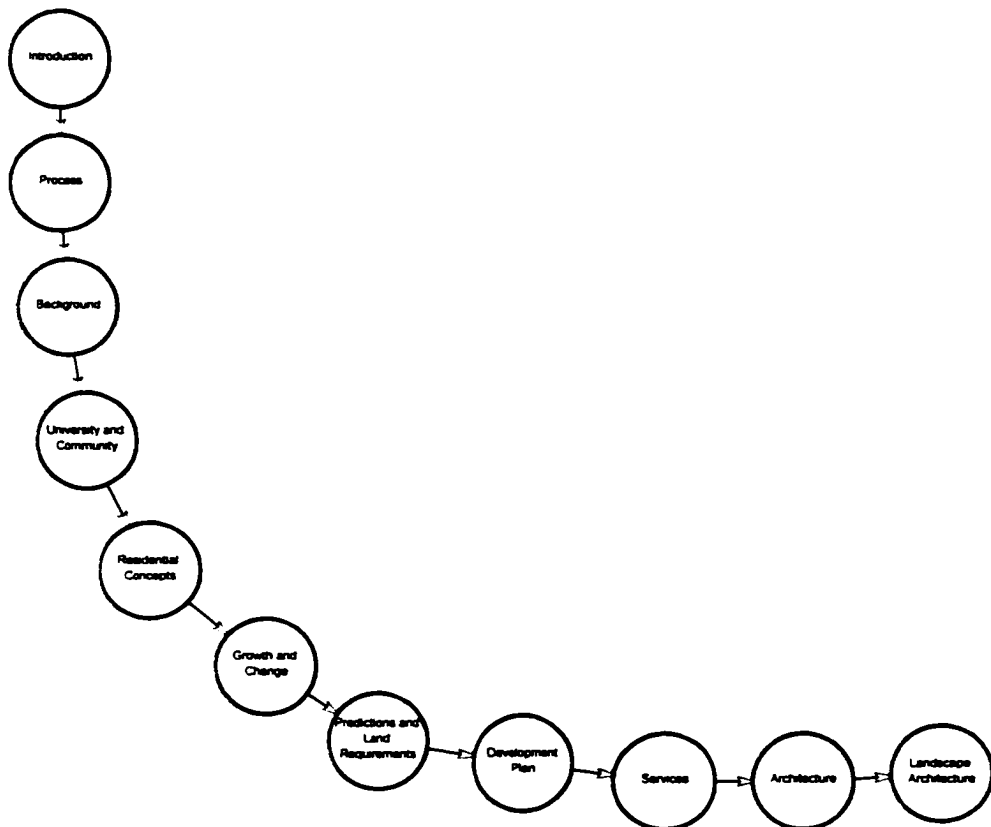 Introduction
Process
Background
University and
Community
Residential
Concepts
Growth and
Change
Predictions and
Land
Requirements
Development
Plan
Services
Architecture
Landscape
Architecture